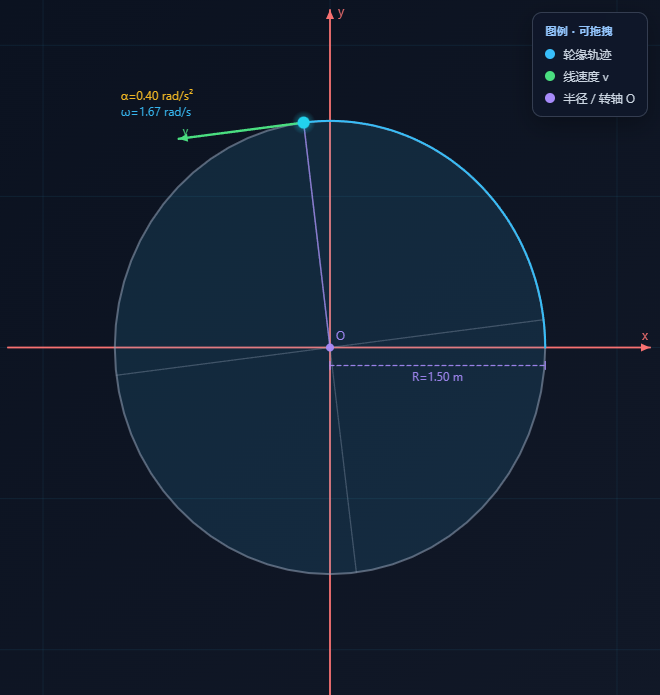 y
图例 · 可拖拽
轮缘轨迹
线速度 v
半径 / 转轴 O
α=0.40 rad/s²
ω=1.67 rad/s
v
O
x
R=1.50 m